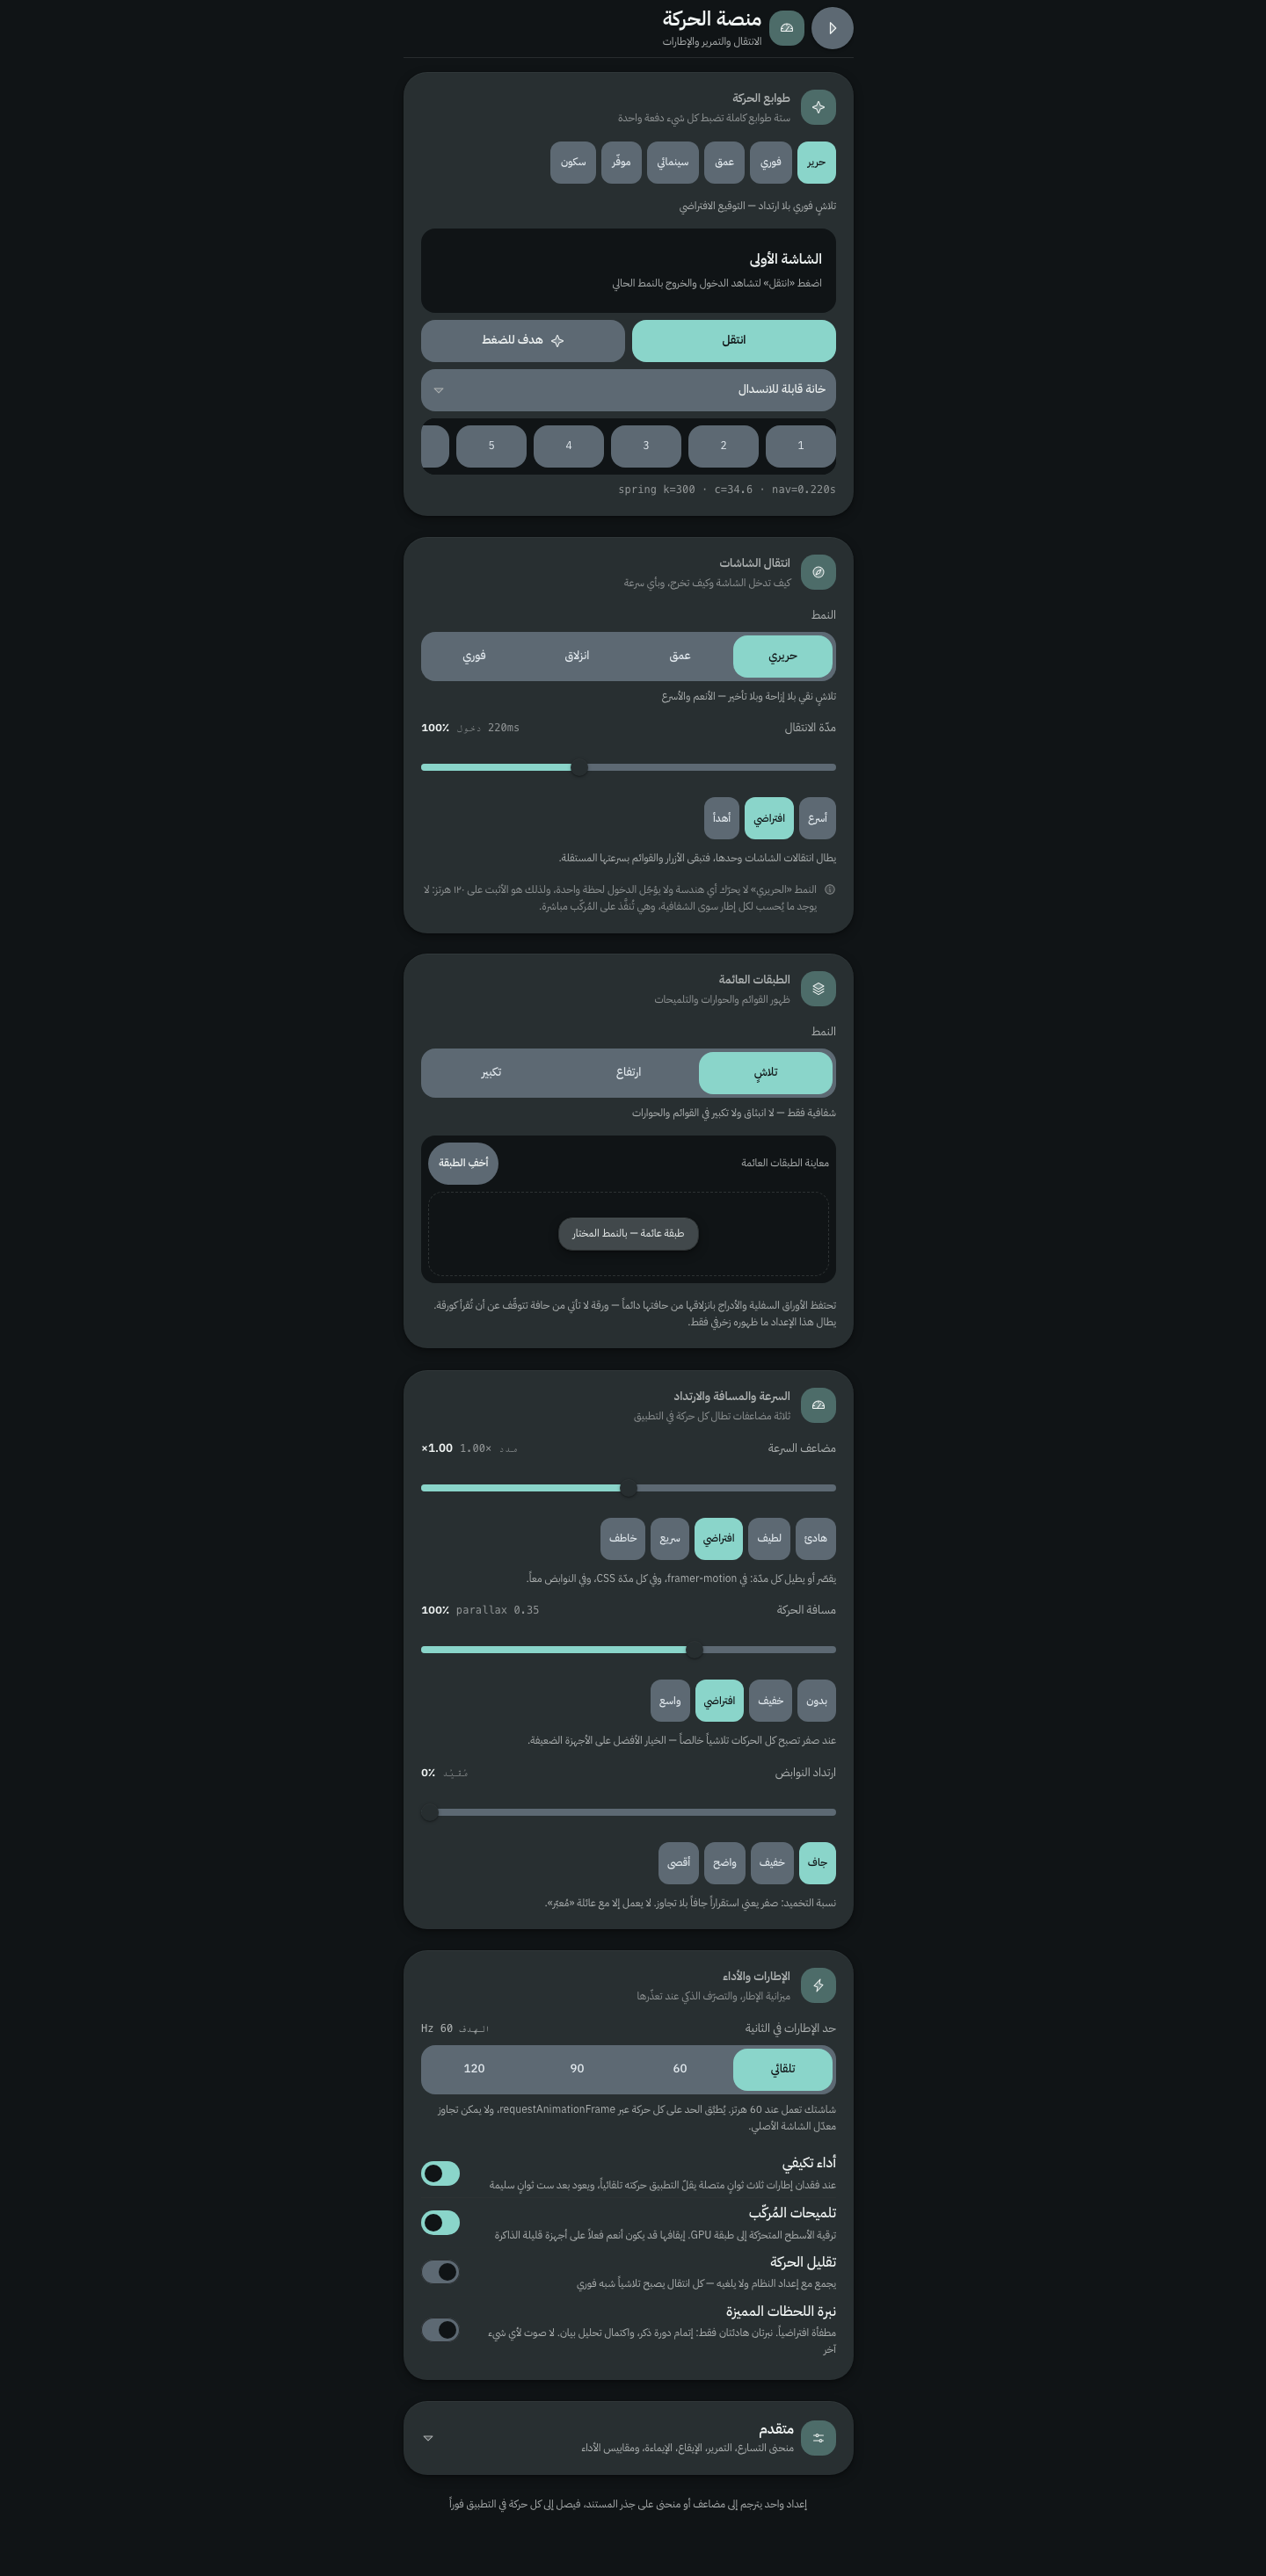 منصة الحركة
الانتقال والتمرير والإطارات
طوابع الحركة
ستة طوابع كاملة تضبط كل شيء دفعة واحدة
حرير
فوري
عمق
سينمائي
موفّر
سكون
تلاشٍ فوري بلا ارتداد — التوقيع الافتراضي
الشاشة الأولى
اضغط «انتقل» لتشاهد الدخول والخروج بالنمط الحالي
انتقل
هدف للضغط
خانة قابلة للانسدال
1
2
3
4
5
spring k=300 · c=34.6 · nav=0.220s
انتقال الشاشات
كيف تدخل الشاشة وكيف تخرج، وبأي سرعة
النمط
حريري
عمق
انزلاق
فوري
تلاشٍ نقي بلا إزاحة وبلا تأخير — الأنعم والأسرع
مدّة الانتقال
220ms دخول
100٪
أسرع
افتراضي
أهدأ
يطال انتقالات الشاشات وحدها، فتبقى الأزرار والقوائم بسرعتها المستقلة.
النمط «الحريري» لا يحرّك أي هندسة ولا يؤجّل الدخول لحظة واحدة، ولذلك هو الأثبت على ١٢٠ هرتز: لا
يوجد ما يُحسب لكل إطار سوى الشفافية، وهي تُنفَّذ على المُركّب مباشرة.
الطبقات العائمة
ظهور القوائم والحوارات والتلميحات
النمط
تلاشٍ
ارتفاع
تكبير
شفافية فقط — لا انبثاق ولا تكبير في القوائم والحوارات
معاينة الطبقات العائمة
أخفِ الطبقة
طبقة عائمة — بالنمط المختار
تحتفظ الأوراق السفلية والأدراج بانزلاقها من حافتها دائماً — ورقة لا تأتي من حافة تتوقّف عن أن تُقرأ كورقة.
يطال هذا الإعداد ما ظهوره زخرفي فقط.
السرعة والمسافة والارتداد
ثلاثة مضاعفات تطال كل حركة في التطبيق
مضاعف السرعة
مدد ×1.00
1.00×
هادئ
لطيف
افتراضي
سريع
خاطف
يقصّر أو يطيل كل مدّة: في framer-motion، وفي كل مدّة CSS، وفي النوابض معاً.
مسافة الحركة
parallax 0.35
100٪
بدون
خفيف
افتراضي
واسع
عند صفر تصبح كل الحركات تلاشياً خالصاً — الخيار الأفضل على الأجهزة الضعيفة.
ارتداد النوابض
مُقيَّد
0٪
جاف
خفيف
واضح
أقصى
نسبة التخميد: صفر يعني استقراراً جافاً بلا تجاوز. لا يعمل إلا مع عائلة «مُعبّر».
الإطارات والأداء
ميزانية الإطار، والتصرّف الذكي عند تعذّرها
حد الإطارات في الثانية
الهدف 60 Hz
تلقائي
60
90
120
شاشتك تعمل عند 60 هرتز. يُطبَّق الحد على كل حركة عبر requestAnimationFrame، ولا يمكن تجاوز
معدّل الشاشة الأصلي.
أداء تكيفي
عند فقدان إطارات ثلاث ثوانٍ متصلة يقلّ التطبيق حركته تلقائياً، ويعود بعد ست ثوانٍ سليمة
تلميحات المُركّب
ترقية الأسطح المتحرّكة إلى طبقة GPU. إيقافها قد يكون أنعم فعلاً على أجهزة قليلة الذاكرة
تقليل الحركة
يجمع مع إعداد النظام ولا يلغيه — كل انتقال يصبح تلاشياً شبه فوري
نبرة اللحظات المميزة
مطفأة افتراضياً. نبرتان هادئتان فقط: إتمام دورة ذكر، واكتمال تحليل بيان. لا صوت لأي شيء
آخر
متقدم
منحنى التسارع، التمرير، الإيقاع، الإيماءة، ومقاييس الأداء
إعداد واحد يترجم إلى مضاعف أو منحنى على جذر المستند، فيصل إلى كل حركة في التطبيق فوراً